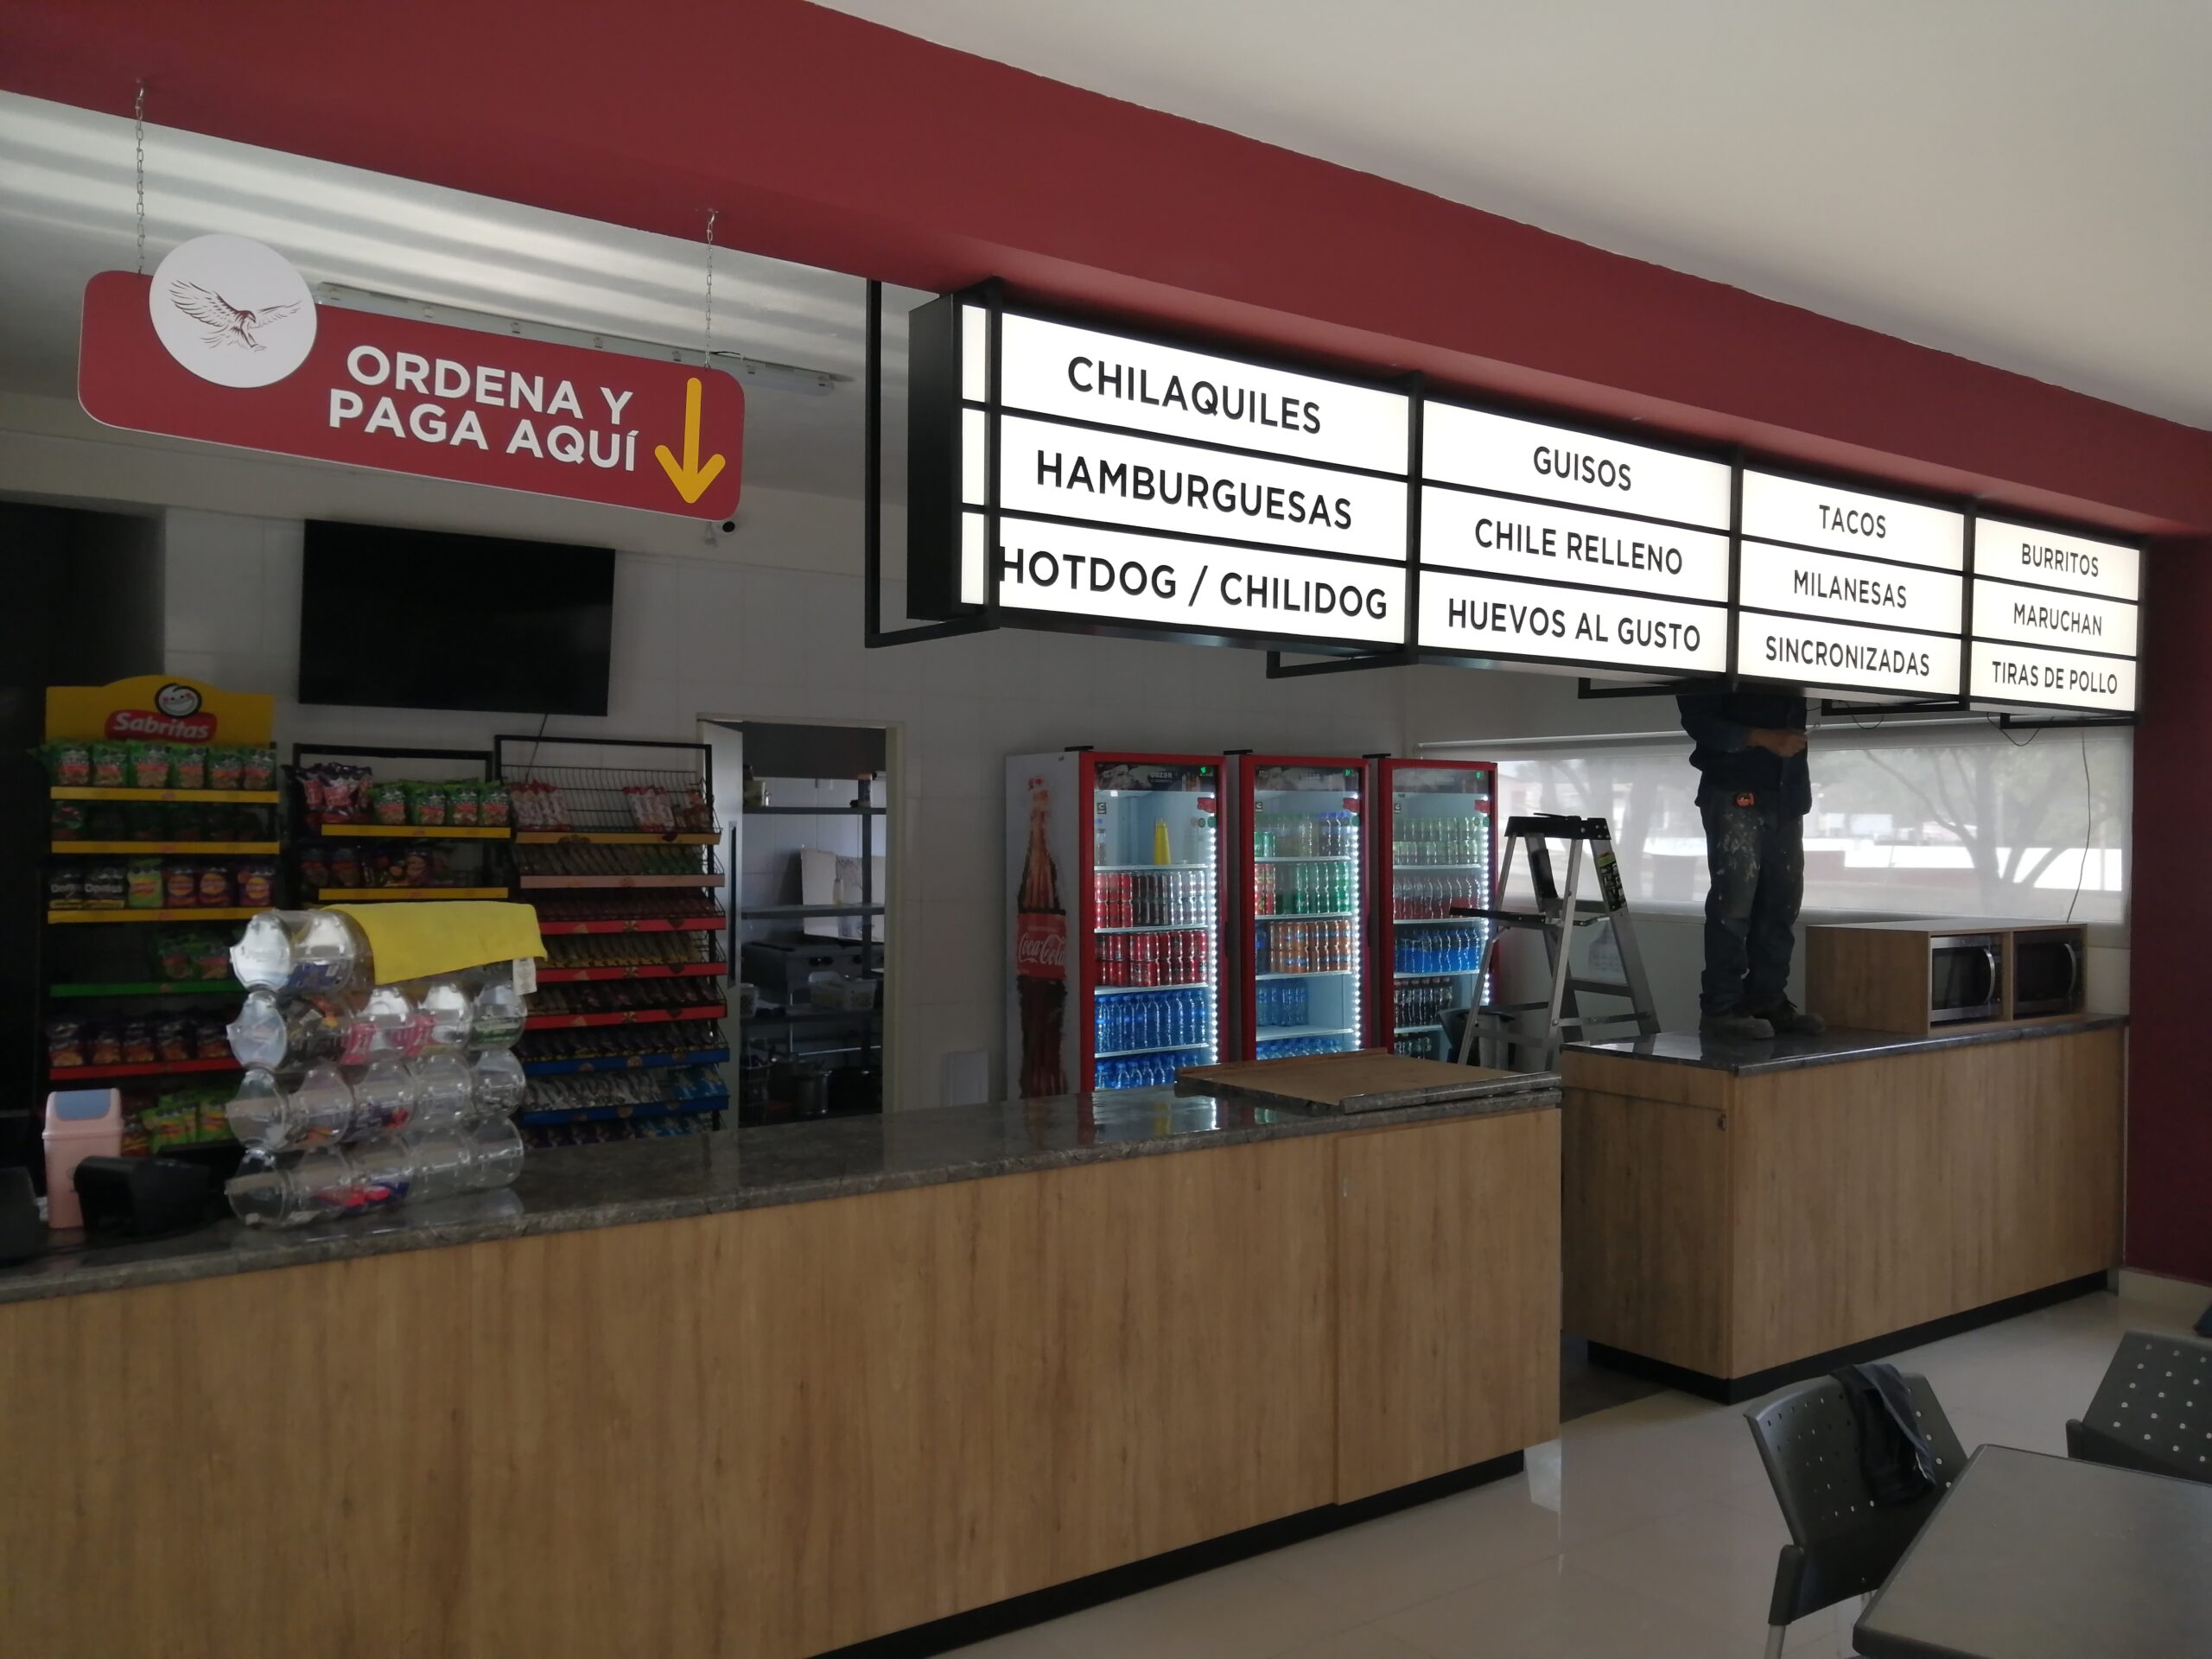 ORDENA Y
PAGA AQUÍ
CHILAQUILES
HAMBURGUESAS
HOTDOG / CHILIDOG
GUISOS
CHILE RELLENO
HUEVOS AL GUSTO
TACOS
MILANESAS
SINCRONIZADAS
BURRITOS
MARUCHAN
TIRAS DE POLLO
Sabritas
Coca-Cola